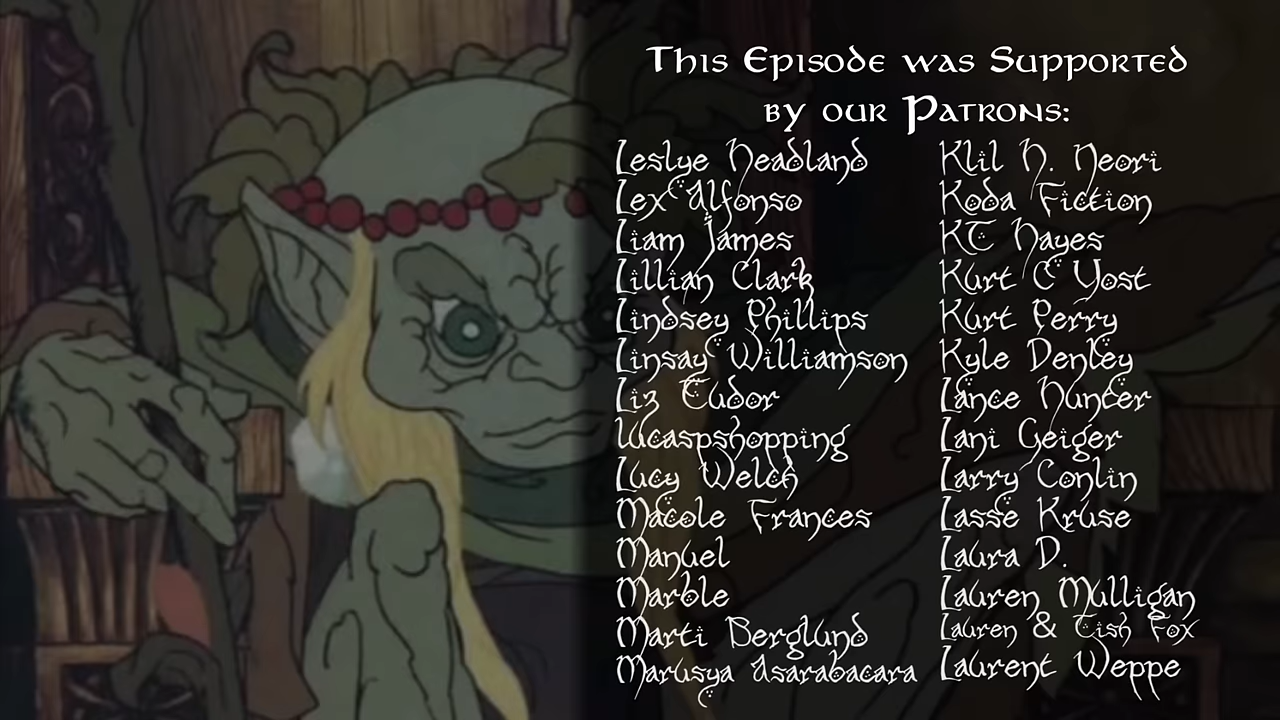 This Episode was Supported
by our Patrons:
Leslye Headland
Lex Alfonso
Liam James
Lillian Clark
Lindsey Phillips
Linsay Williamson
Liz Tudor
lucaspshopping
Lucy Welch
Macole Frances
Manuel
Marble
Marti Berglund
Marusya Asarabacara
Klil H. Neori
Koda Fiction
KT Hayes
Kurt C Yost
Kurt Perry
Kyle Denley
Lance Hunter
Lani Geiger
Larry Conlin
Lasse Kruse
Laura D.
Lauren Mulligan
Lauren & Tish Fox
Laurent Weppe